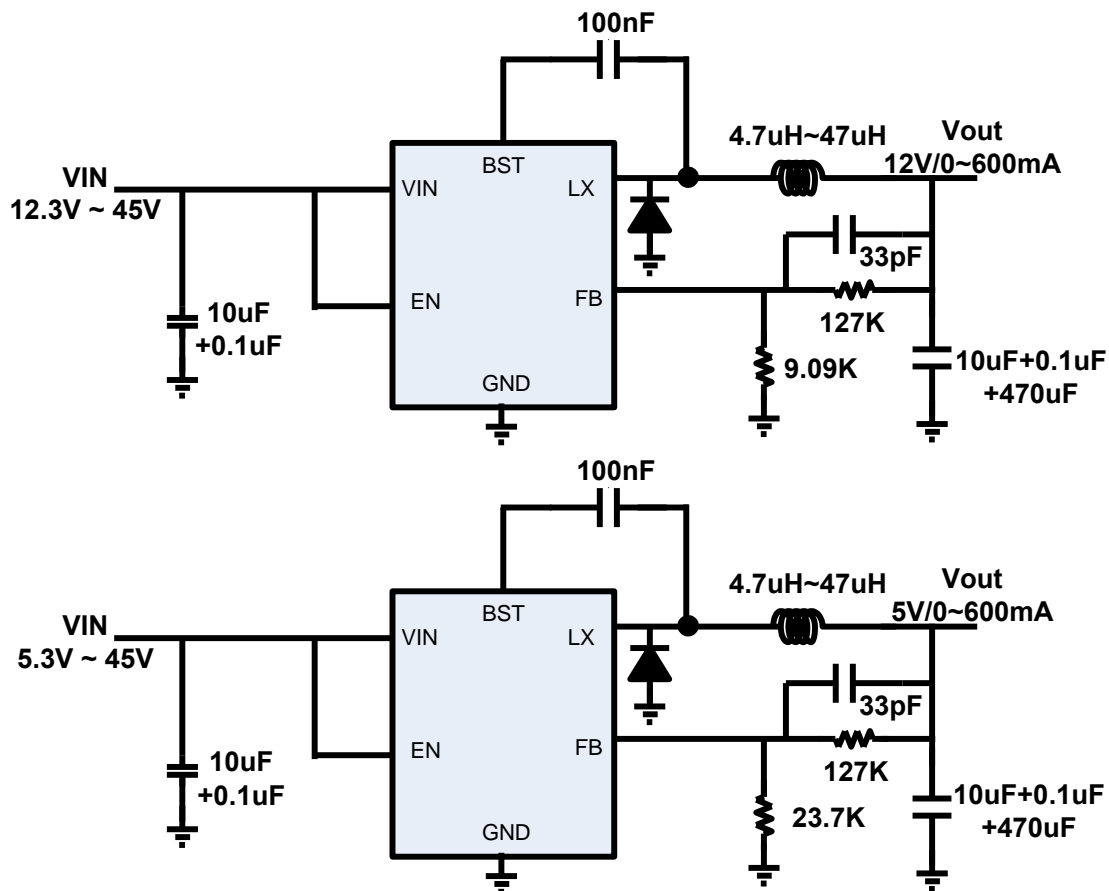 100nF
BST
VIN
12.3V ~ 45V
VIN
LX
4.7uH~47uH
Vout
12V/0~600mA
33pF
EN
FB
127K
10uF
+0.1uF
9.09K
10uF+0.1uF
+470uF
GND
100nF
BST
VIN
5.3V ~ 45V
VIN
LX
4.7uH~47uH
Vout
5V/0~600mA
33pF
EN
FB
127K
10uF
+0.1uF
23.7K
10uF+0.1uF
+470uF
GND